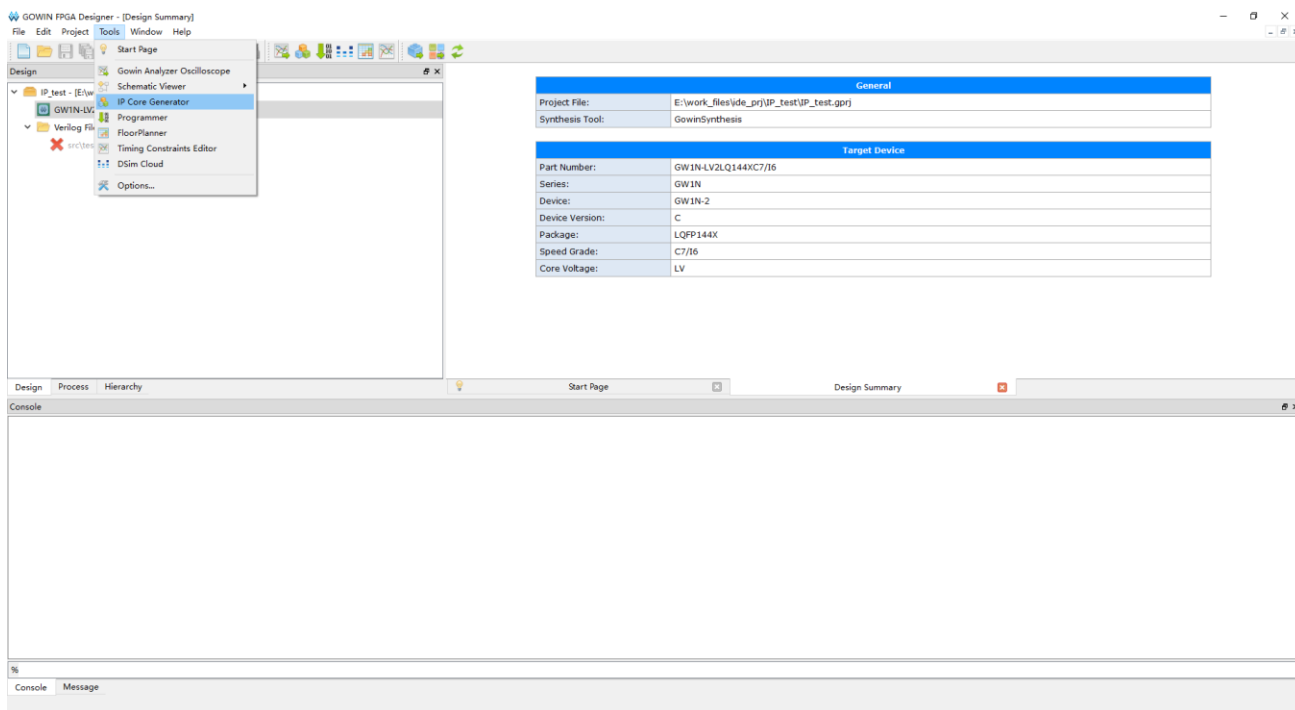 GOWIN FPGA Designer - [Design Summary]
File Edit Project Tools Window Help
Start Page
Gowin Analyzer Oscilloscope
Schematic Viewer
IP Core Generator
Programmer
FloorPlanner
Timing Constraints Editor
DSim Cloud
Options...
Design
IP_test - [E:\w
GW1N-LV2
Verilog File
src\tes
General
Project File: E:\work_files\ide_prj\IP_test\IP_test.gprj
Synthesis Tool: GowinSynthesis
Target Device
Part Number: GW1N-LV2LQ144XC7/I6
Series: GW1N
Device: GW1N-2
Device Version: C
Package: LQFP144X
Speed Grade: C7/I6
Core Voltage: LV
Design Process Hierarchy
Start Page Design Summary
Console
%
Console Message